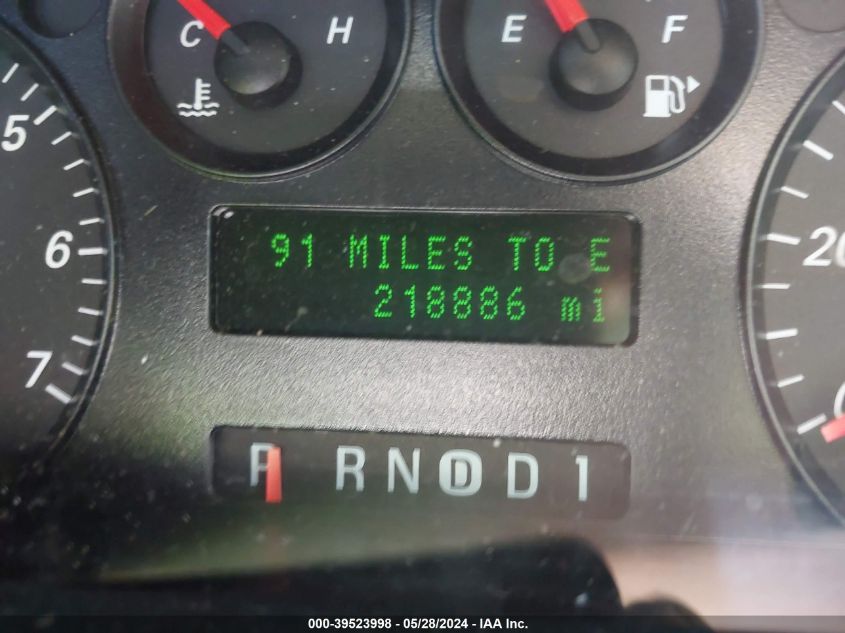 C H
E F
5
6
7
91 MILES TO E
218886 mi
20
P R N D D 1
000-39523998 - 05/28/2024 - IAA Inc.